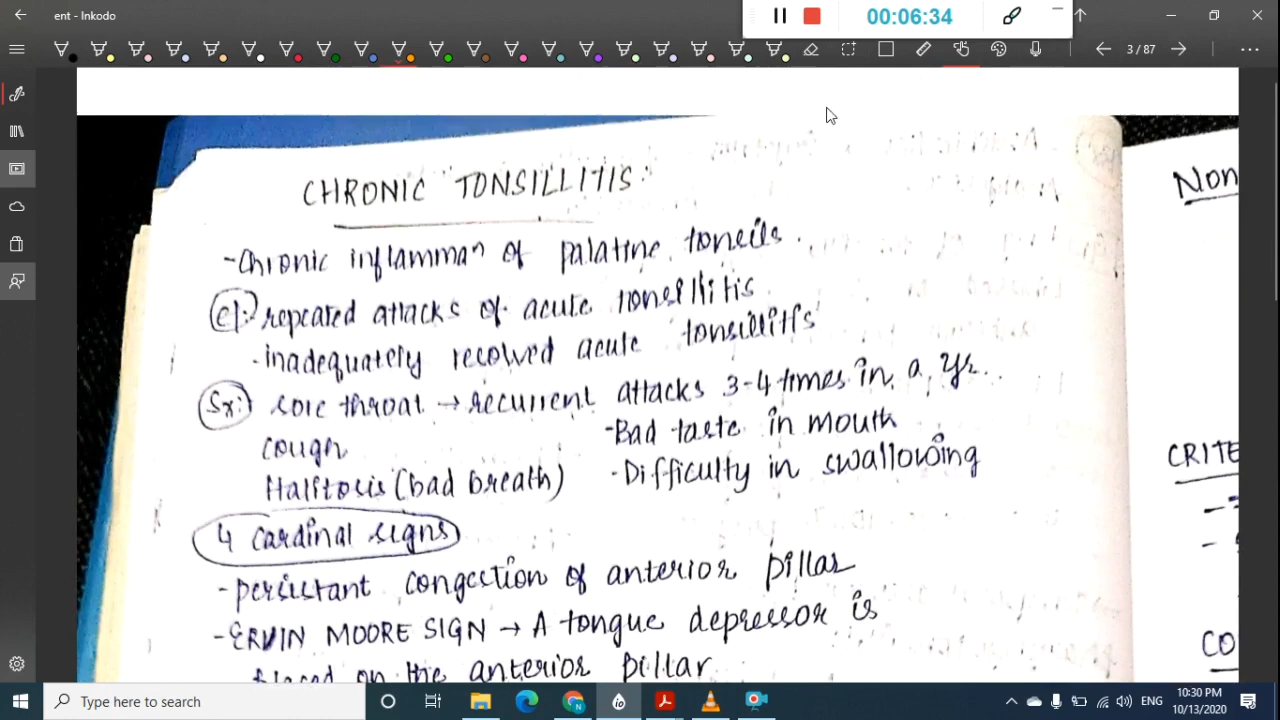 ent - Inkodo
00:06:34
3 / 87
CHRONIC TONSILLITIS:
Non
- Chronic inflammaⁿ of palatine tonsils.
C/: repeated attacks of acute tonsillitis
- inadequately resolved acute tonsillitis
Sx: sore throat → recurrent attacks 3-4 times in a yr..
cough
- Bad taste in mouth
Halitosis (bad breath)
- Difficulty in swallowing
CRITE
4 cardinal signs
- persistant congestion of anterior pillar
- ERVIN MOORE SIGN → A tongue depressor is
placed on the anterior pillar
CO
Type here to search
ENG
10:30 PM
10/13/2020